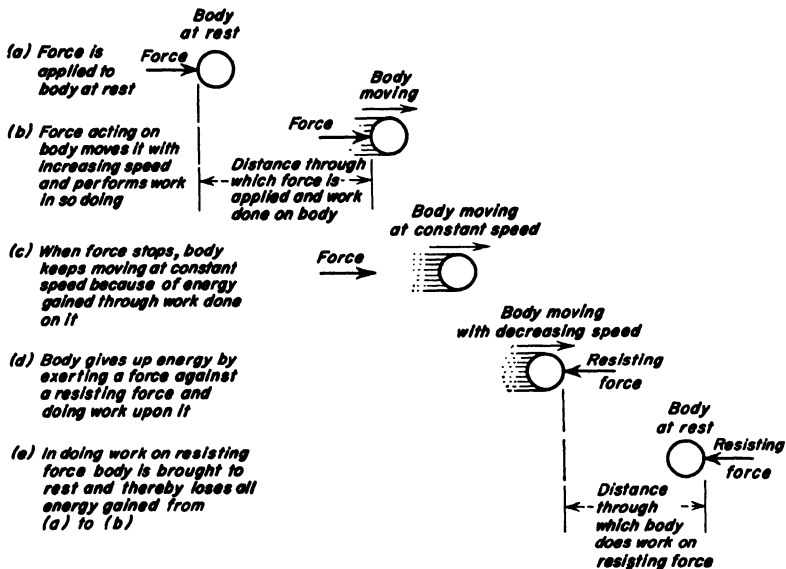 Body
at rest
(a) Force is
applied to
body at rest
Force
Body
moving
Force
(b) Force acting on
body moves it with
increasing speed
and performs work
in so doing
Distance through
which force is
applied and work
done on body
Body moving
at constant speed
(c) When force stops, body
keeps moving at constant
speed because of energy
gained through work done
on it
Force
Body moving
with decreasing speed
(d) Body gives up energy by
exerting a force against
a resisting force and
doing work upon it
Resisting
force
Body
at rest
(e) In doing work on resisting
force body is brought to
rest and thereby loses all
energy gained from
(a) to (b)
Resisting
force
Distance
through
which body
does work on
resisting force